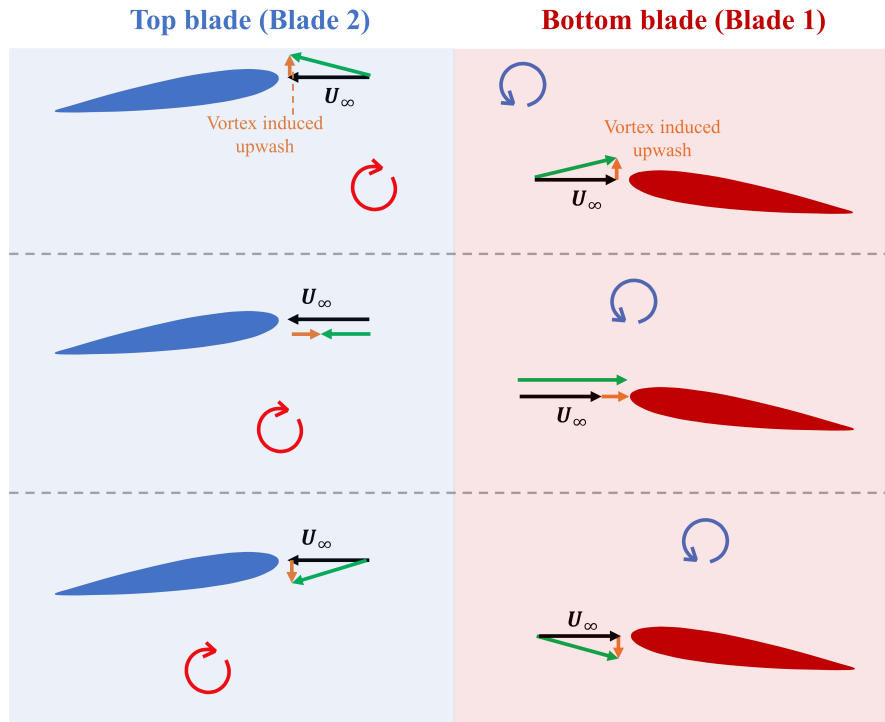 Top blade (Blade 2)
Bottom blade (Blade 1)
U∞
Vortex induced
upwash
Vortex induced
upwash
U∞
U∞
U∞
U∞
U∞